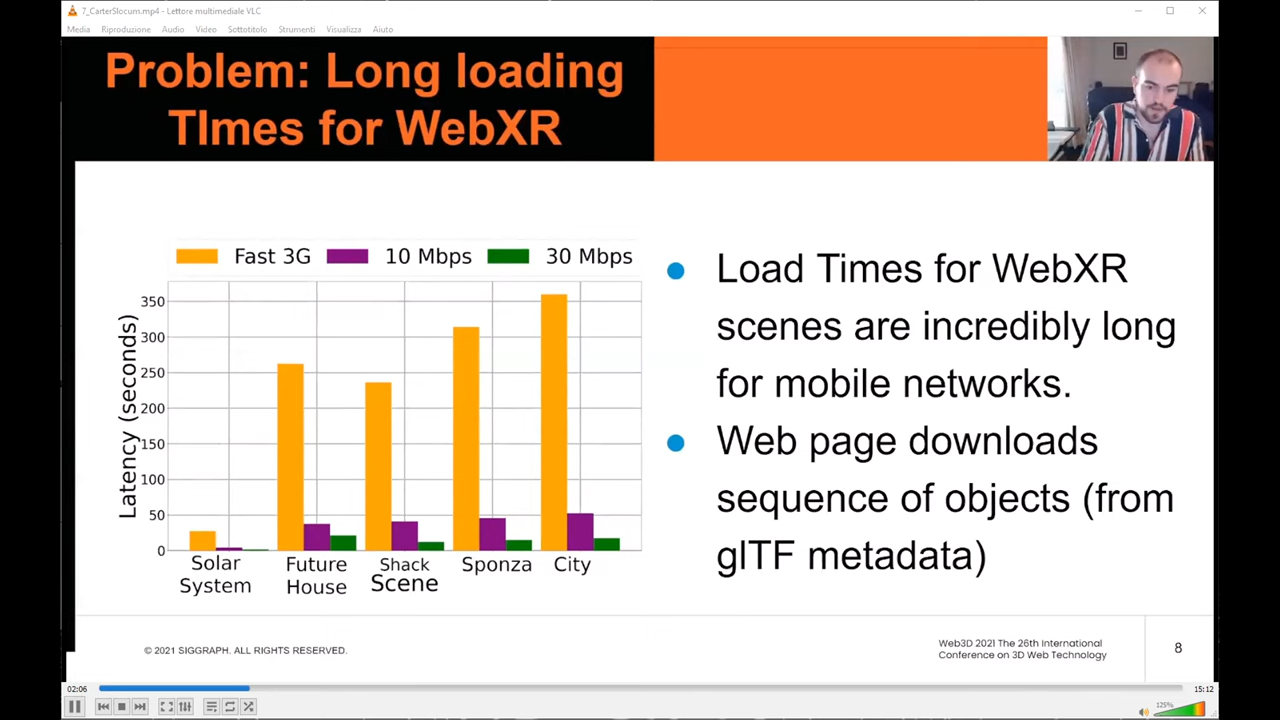 7_CarterSlocum.mp4 - Lettore multimediale VLC
Media Riproduzione Audio Video Sottotitolo Strumenti Visualizza Aiuto
Problem: Long loading
TImes for WebXR
Fast 3G 10 Mbps 30 Mbps
Latency (seconds)
350
300
250
200
150
100
50
0
Solar
System
Future
House
Shack
Scene
Sponza
City
Load Times for WebXR
scenes are incredibly long
for mobile networks.
Web page downloads
sequence of objects (from
glTF metadata)
© 2021 SIGGRAPH. ALL RIGHTS RESERVED.
Web3D 2021 The 26th International
Conference on 3D Web Technology
8
02:06
15:12
125%